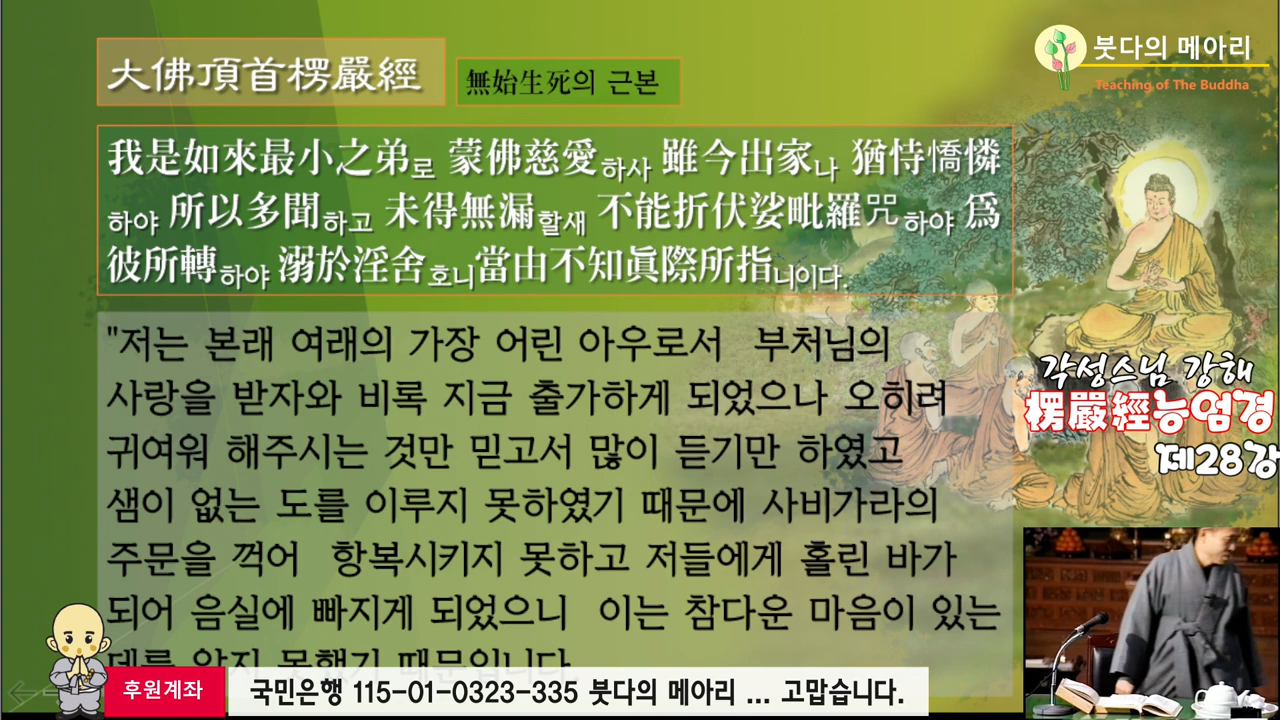 大佛頂首楞嚴經
無始生死의 근본
붓다의 메아리
Teaching of The Buddha
我是如來最小之弟로 蒙佛慈愛하사 雖今出家나 猶恃憍憐
하야 所以多聞하고 未得無漏할새 不能折伏娑毗羅咒하야 爲
彼所轉하야 溺於淫舍호니當由不知眞際所指니이다.
"저는 본래 여래의 가장 어린 아우로서 부처님의
사랑을 받자와 비록 지금 출가하게 되었으나 오히려
귀여워 해주시는 것만 믿고서 많이 듣기만 하였고
샘이 없는 도를 이루지 못하였기 때문에 사비가라의
주문을 꺽어 항복시키지 못하고 저들에게 홀린 바가
되어 음실에 빠지게 되었으니 이는 참다운 마음이 있는
데를 알지 못했기 때문입니다.
각성스님 강해
楞嚴經능엄경
제28강
후원계좌
국민은행 115-01-0323-335 붓다의 메아리 ... 고맙습니다.